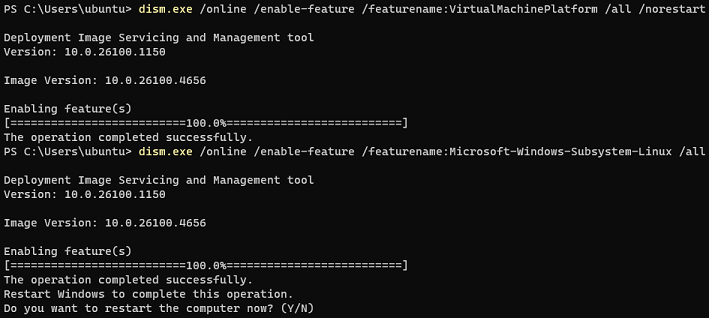 PS C:\Users\ubuntu> dism.exe /online /enable-feature /featurename:VirtualMachinePlatform /all /norestart
Deployment Image Servicing and Management tool
Version: 10.0.26100.1150
Image Version: 10.0.26100.4656
Enabling feature(s)
[==========================100.0%==========================]
The operation completed successfully.
PS C:\Users\ubuntu> dism.exe /online /enable-feature /featurename:Microsoft-Windows-Subsystem-Linux /all
Deployment Image Servicing and Management tool
Version: 10.0.26100.1150
Image Version: 10.0.26100.4656
Enabling feature(s)
[==========================100.0%==========================]
The operation completed successfully.
Restart Windows to complete this operation.
Do you want to restart the computer now? (Y/N)